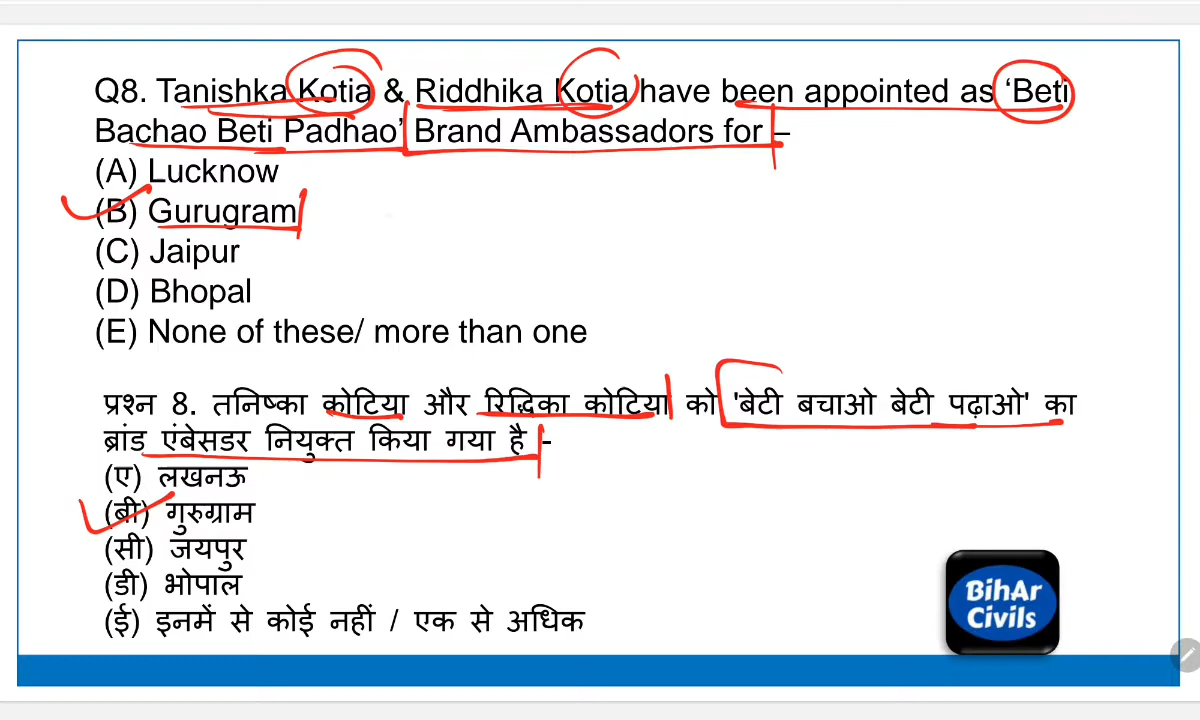 Q8. Tanishka Kotia & Riddhika Kotia have been appointed as ‘Beti
Bachao Beti Padhao’ Brand Ambassadors for –
(A) Lucknow
(B) Gurugram
(C) Jaipur
(D) Bhopal
(E) None of these/ more than one
प्रश्न 8. तनिष्का कोटिया और रिद्धिका कोटिया को 'बेटी बचाओ बेटी पढ़ाओ' का
ब्रांड एंबेसडर नियुक्त किया गया है -
(ए) लखनऊ
(बी) गुरुग्राम
(सी) जयपुर
(डी) भोपाल
(ई) इनमें से कोई नहीं / एक से अधिक
BihAr
Civils